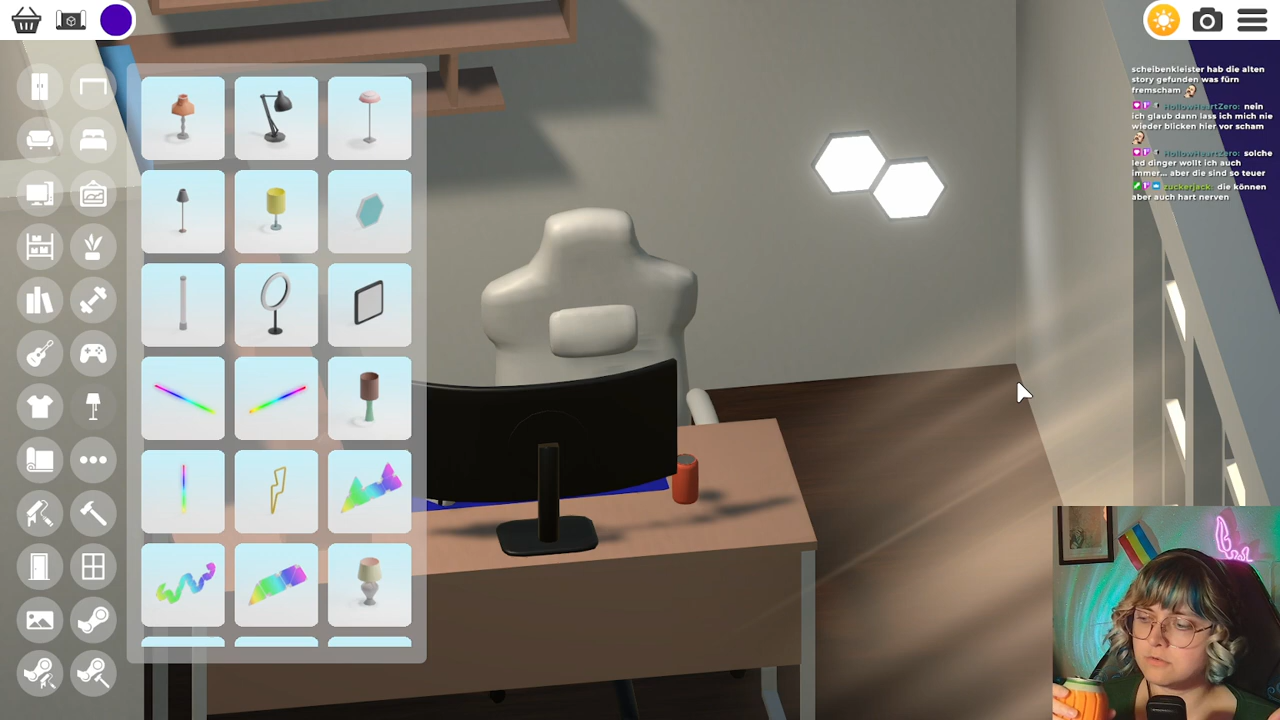 scheibenkleister hab die alten
story gefunden was fürn
fremscham
HollowHeartZero: nein
ich glaub dann lass ich mich nie
wieder blicken hier vor scham
HollowHeartZero: solche
led dinger wollt ich auch
immer... aber die sind so teuer
zuckerjack: die können
aber auch hart nerven